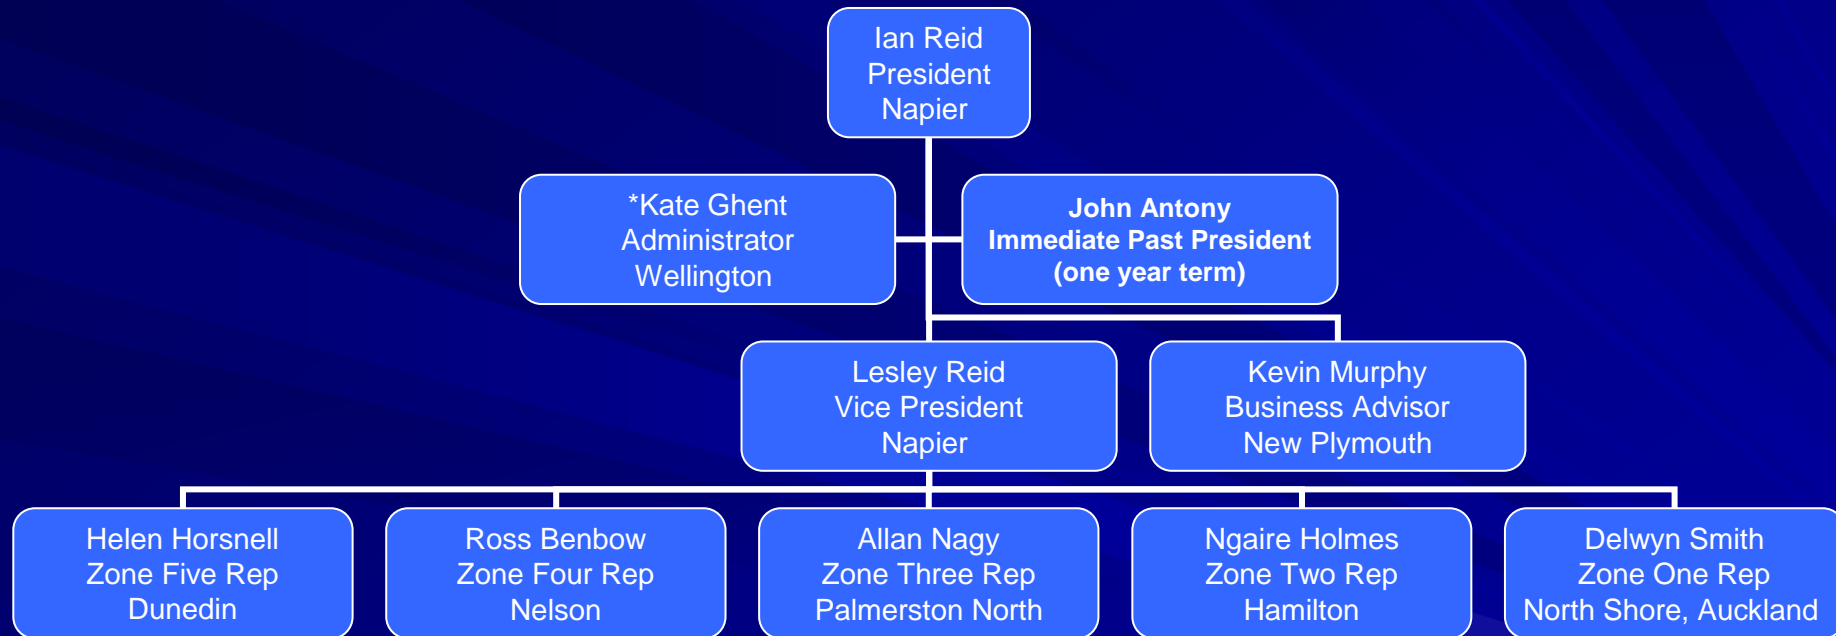 Ian Reid
President
Napier
*Kate Ghent
Administrator
Wellington
John Antony
Immediate Past President
(one year term)
Lesley Reid
Vice President
Napier
Kevin Murphy
Business Advisor
New Plymouth
Helen Horsnell
Zone Five Rep
Dunedin
Ross Benbow
Zone Four Rep
Nelson
Allan Nagy
Zone Three Rep
Palmerston North
Ngaire Holmes
Zone Two Rep
Hamilton
Delwyn Smith
Zone One Rep
North Shore, Auckland